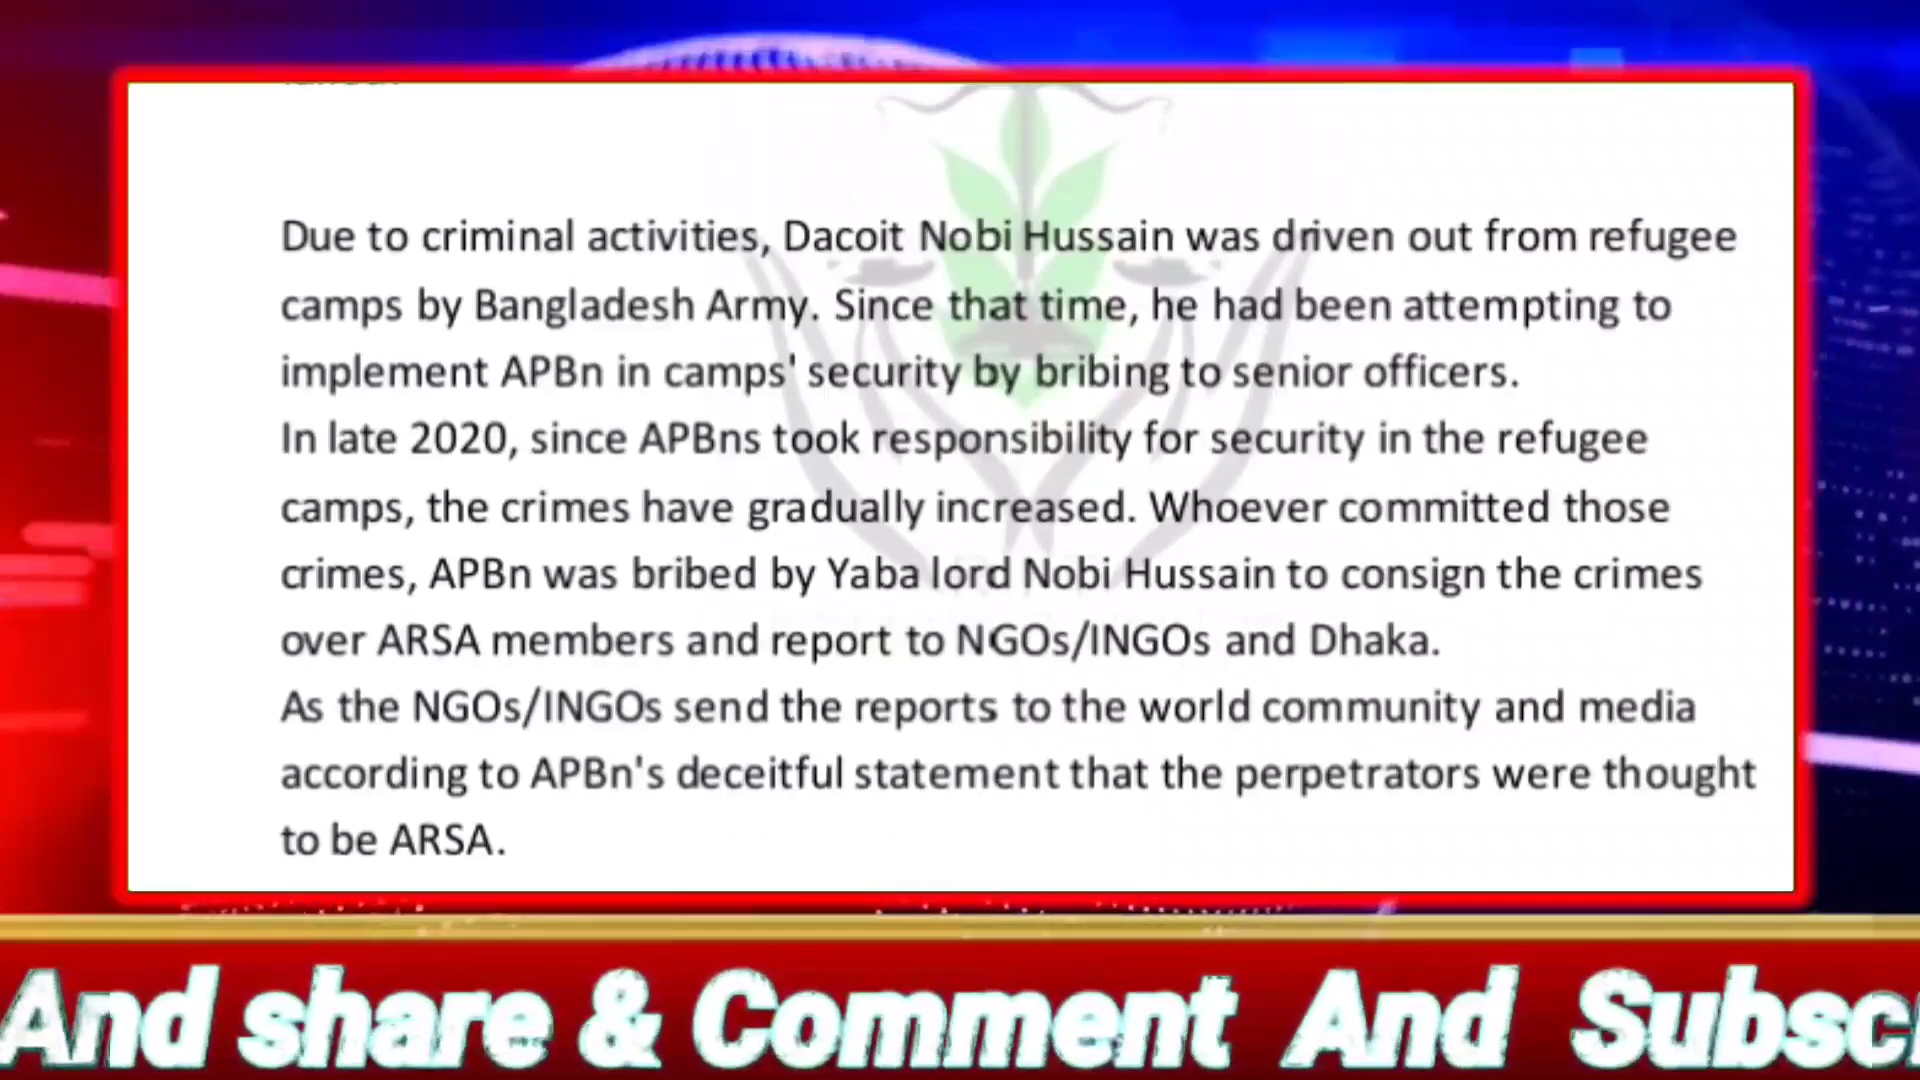 Due to criminal activities, Dacoit Nobi Hussain was driven out from refugee
camps by Bangladesh Army. Since that time, he had been attempting to
implement APBn in camps' security by bribing to senior officers.
In late 2020, since APBns took responsibility for security in the refugee
camps, the crimes have gradually increased. Whoever committed those
crimes, APBn was bribed by Yaba lord Nobi Hussain to consign the crimes
over ARSA members and report to NGOs/INGOs and Dhaka.
As the NGOs/INGOs send the reports to the world community and media
according to APBn's deceitful statement that the perpetrators were thought
to be ARSA.
And share & Comment And Subsc